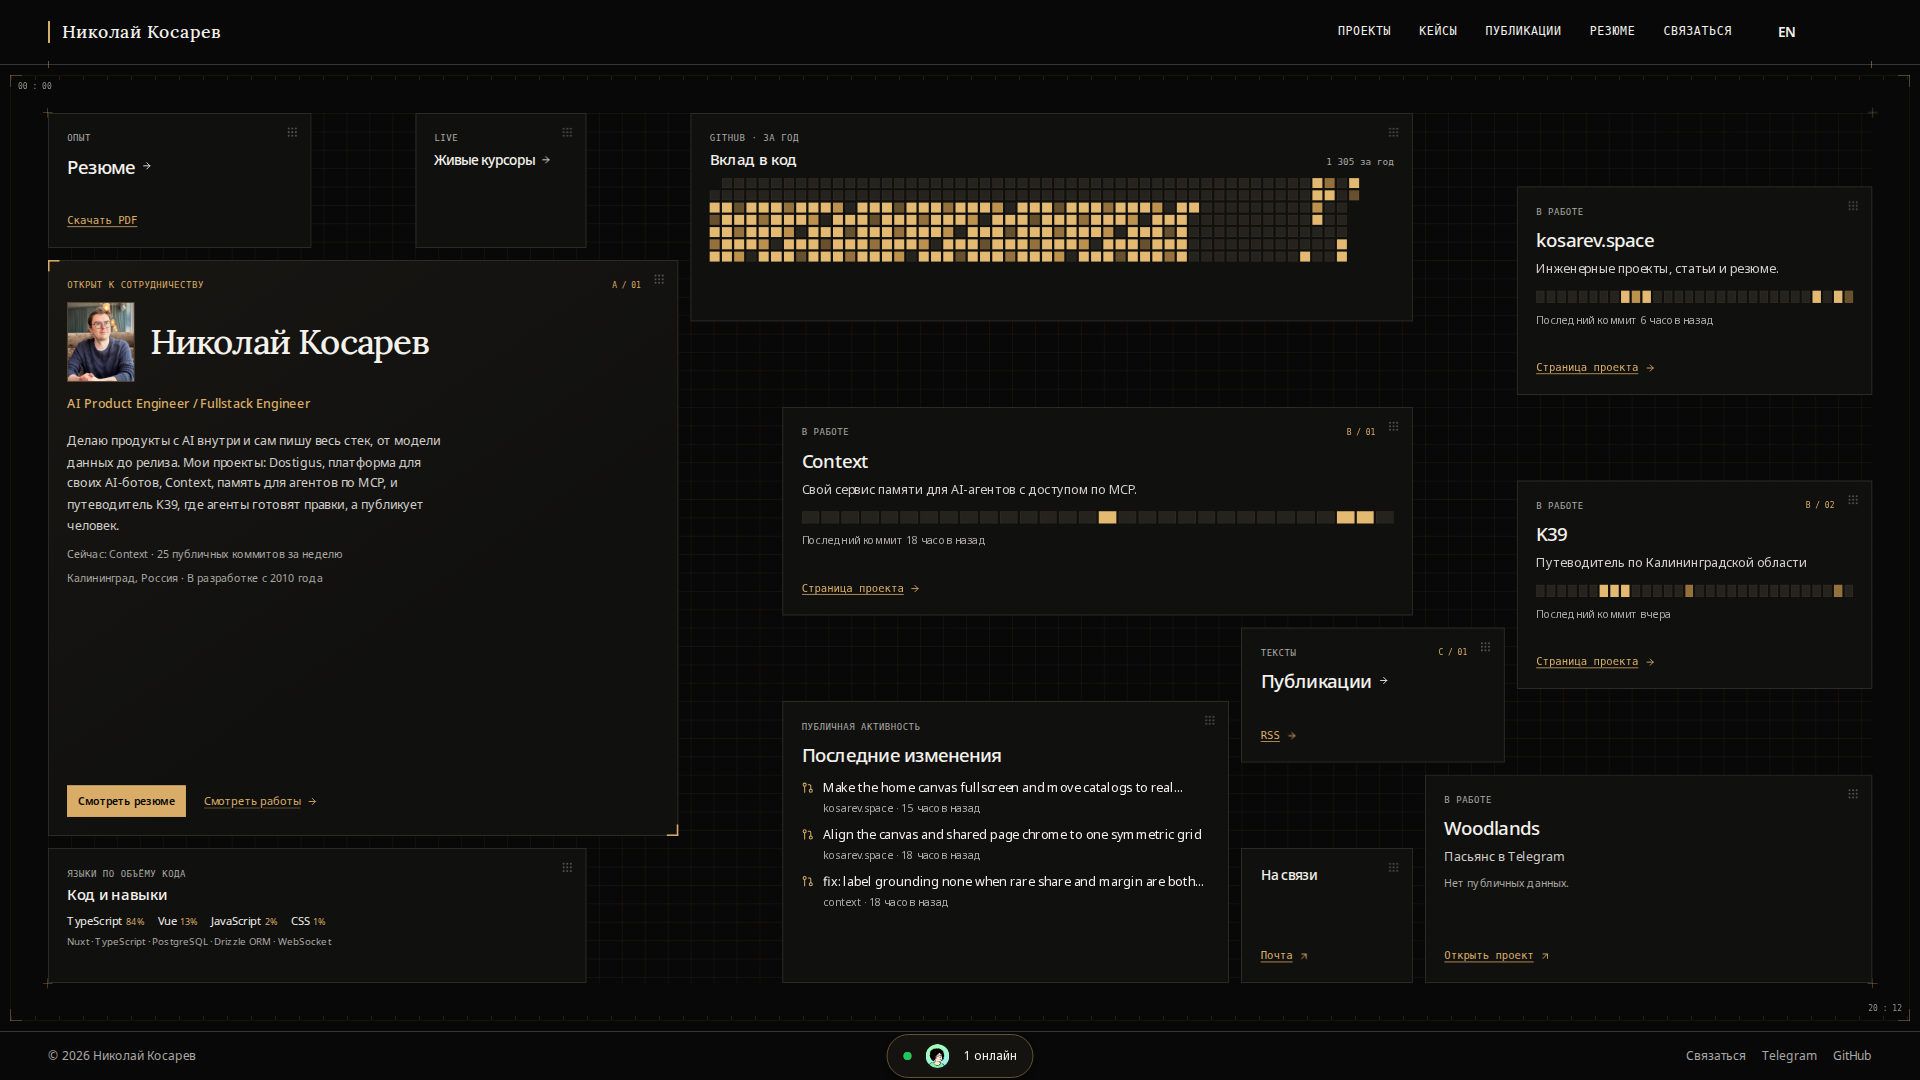 Николай Косарев
ПРОЕКТЫ
КЕЙСЫ
ПУБЛИКАЦИИ
РЕЗЮМЕ
СВЯЗАТЬСЯ
EN
00 : 00
ОПЫТ
Резюме →
Скачать PDF
LIVE
Живые курсоры →
GITHUB · ЗА ГОД
Вклад в код
1 305 за год
В РАБОТЕ
kosarev.space
Инженерные проекты, статьи и резюме.
Последний коммит 6 часов назад
Страница проекта →
ОТКРЫТ К СОТРУДНИЧЕСТВУ
A / 01
Николай Косарев
AI Product Engineer / Fullstack Engineer
Делаю продукты с AI внутри и сам пишу весь стек, от модели
данных до релиза. Мои проекты: Dostigus, платформа для
своих AI-ботов, Context, память для агентов по MCP, и
путеводитель K39, где агенты готовят правки, а публикует
человек.
Сейчас: Context · 25 публичных коммитов за неделю
Калининград, Россия · В разработке с 2010 года
Смотреть резюме
Смотреть работы →
В РАБОТЕ
B / 01
Context
Свой сервис памяти для AI-агентов с доступом по MCP.
Последний коммит 18 часов назад
Страница проекта →
В РАБОТЕ
B / 02
K39
Путеводитель по Калининградской области
Последний коммит вчера
Страница проекта →
ТЕКСТЫ
C / 01
Публикации →
RSS →
ПУБЛИЧНАЯ АКТИВНОСТЬ
Последние изменения
Make the home canvas fullscreen and move catalogs to real...
kosarev.space · 15 часов назад
Align the canvas and shared page chrome to one symmetric grid
kosarev.space · 18 часов назад
fix: label grounding none when rare share and margin are both...
context · 18 часов назад
На связи
Почта
В РАБОТЕ
Woodlands
Пасьянс в Telegram
Нет публичных данных.
Открыть проект
ЯЗЫКИ ПО ОБЪЁМУ КОДА
Код и навыки
TypeScript 84% Vue 13% JavaScript 2% CSS 1%
Nuxt · TypeScript · PostgreSQL · Drizzle ORM · WebSocket
20 : 12
© 2026 Николай Косарев
1 онлайн
Связаться
Telegram
GitHub